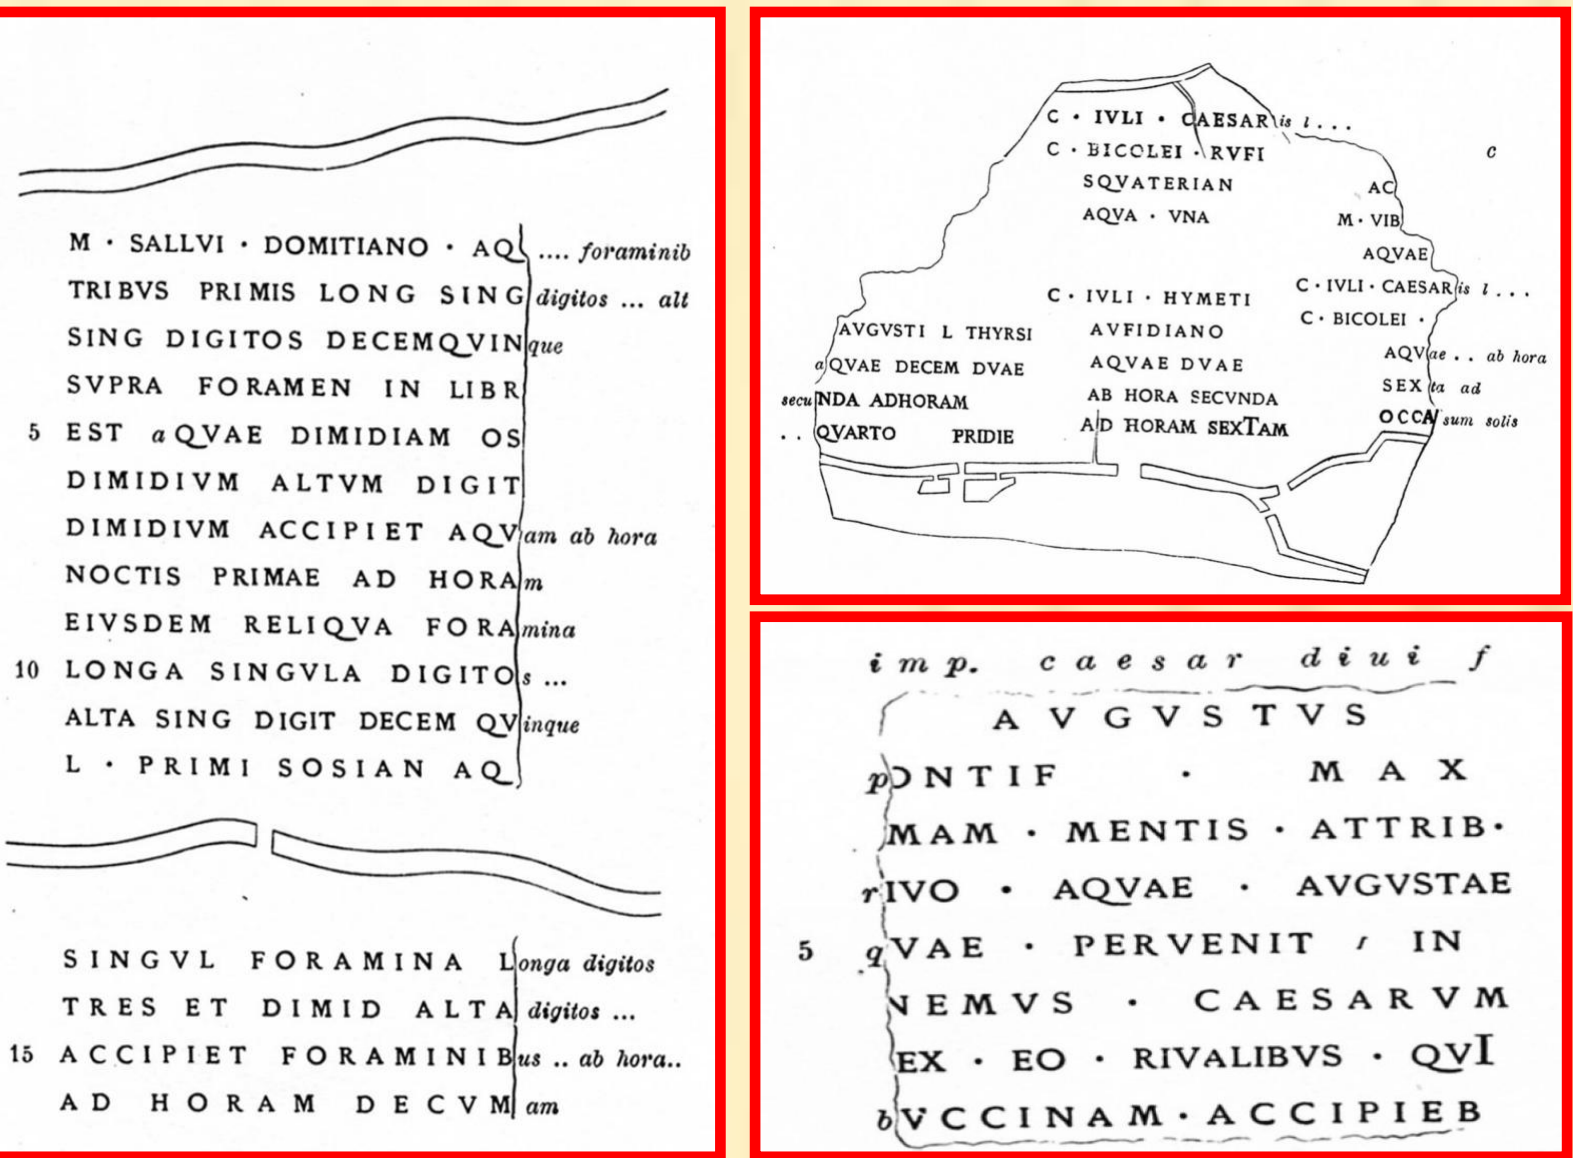 M · SALLVI · DOMITIANO · AQ .... foraminib
TRIBVS PRIMIS LONG SING digitos ... alt
SING DIGITOS DECEMQVINque
SVPRA FORAMEN IN LIBR
5 EST aQVAE DIMIDIAM OS
DIMIDIVM ALTVM DIGIT
DIMIDIVM ACCIPIET AQVam ab hora
NOCTIS PRIMAE AD HORAm
EIVSDEM RELIQVA FORAmina
10 LONGA SINGVLA DIGITOs ...
ALTA SING DIGIT DECEM QVinque
L · PRIMI SOSIAN AQ
SINGVL FORAMINA Longa digitos
TRES ET DIMID ALTA digitos ...
15 ACCIPIET FORAMINIBus .. ab hora..
AD HORAM DECVMam
C · IVLI · CAESARis l...
C · BICOLEI · RVFI
SQVATERIAN
AQVA · VNA
c
AC
M · VIB
AQVAE
C · IVLI · CAESARis l...
C · BICOLEI ·
AQVae .. ab hora
SEXta ad
OCCAsum solis
C · IVLI · HYMETI
AVFIDIANO
AQVAE DVAE
AB HORA SECVNDA
AD HORAM SEXTAM
AVGVSTI L THYRSI
aQVAE DECEM DVAE
secuNDA ADHORAM
.. QVARTO PRIDIE
imp. caesar diui f
AVGVSTVS
pONTIF · MAX
MAM · MENTIS · ATTRIB·
rIVO · AQVAE · AVGVSTAE
5 qVAE · PERVENIT / IN
NEMVS · CAESARVM
EX · EO · RIVALIBVS · QVI
bVCCINAM · ACCIPIEB